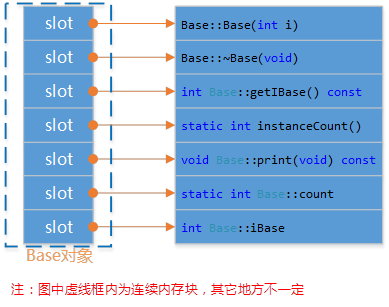 slot Base::Base(int i)
slot Base::~Base(void)
slot int Base::getIBase() const
slot static int instanceCount()
slot void Base::print(void) const
slot static int Base::count
slot int Base::iBase
Base对象
注：图中虚线框内为连续内存块，其它地方不一定